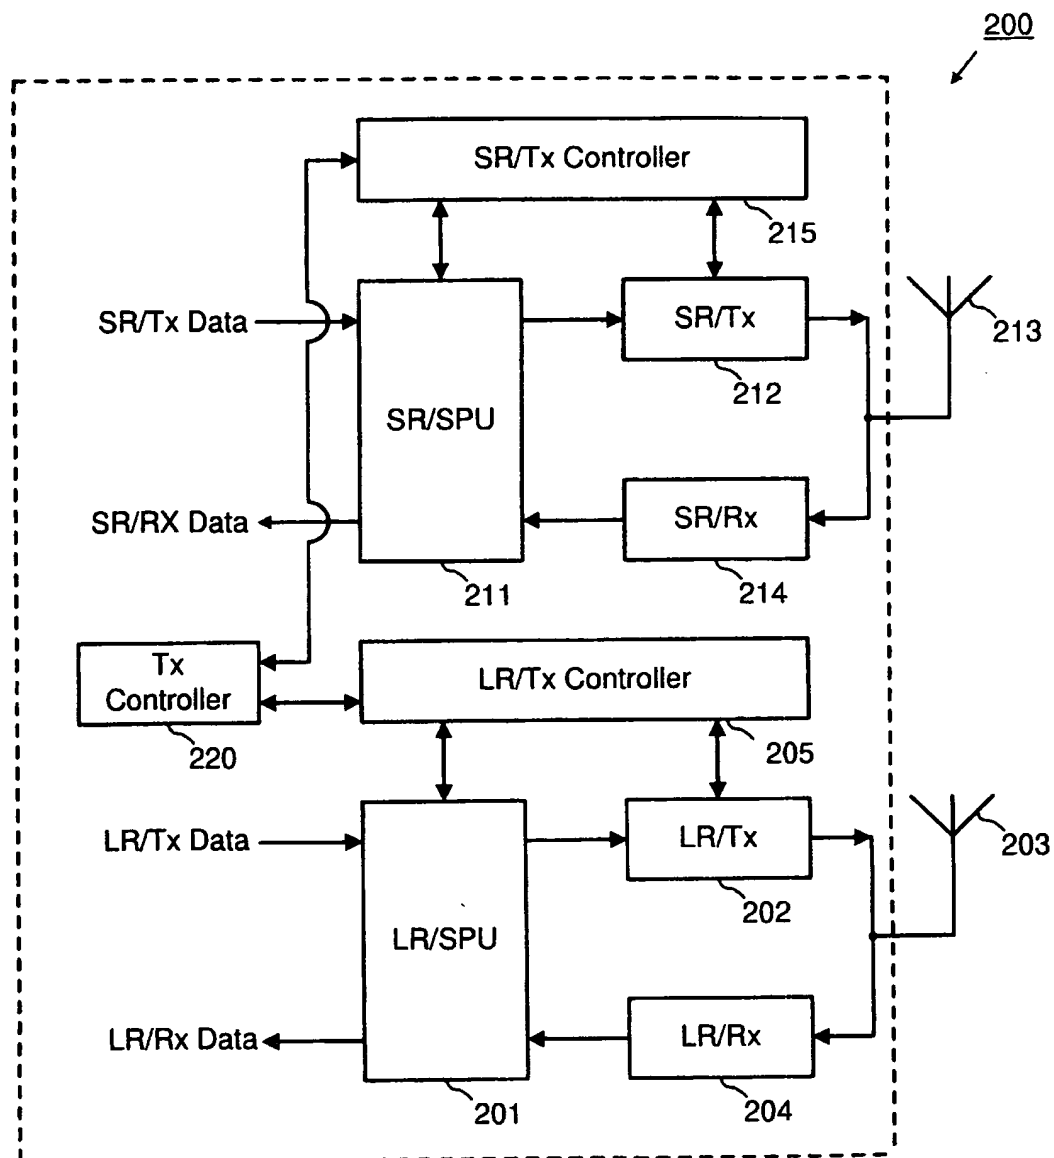 200
SR/Tx Controller
215
SR/Tx Data
SR/SPU
SR/Tx
212
213
SR/RX Data
SR/Rx
214
211
Tx
Controller
220
LR/Tx Controller
205
LR/Tx Data
LR/SPU
LR/Tx
202
203
LR/Rx Data
LR/Rx
204
201